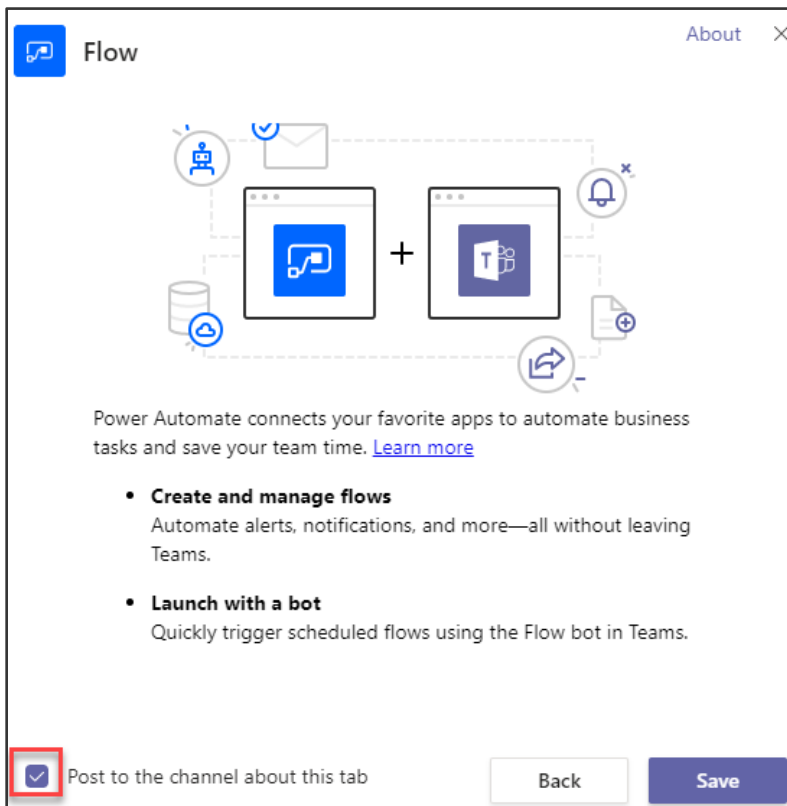 Flow
About
T
Power Automate connects your favorite apps to automate business
tasks and save your team time. Learn more
• Create and manage flows
Automate alerts, notifications, and more—all without leaving
Teams.
• Launch with a bot
Quickly trigger scheduled flows using the Flow bot in Teams.
Post to the channel about this tab
Back
Save